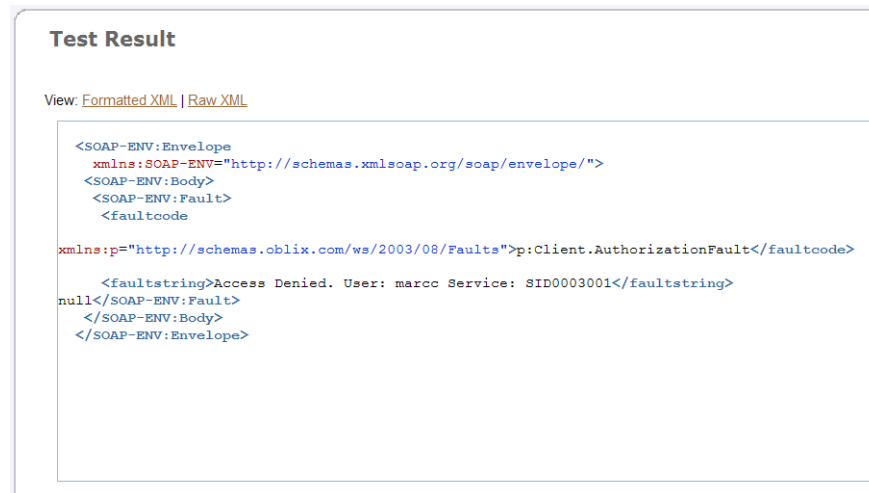 Test Result
View: Formatted XML | Raw XML
<SOAP-ENV:Envelope
xmlns:SOAP-ENV="http://schemas.xmlsoap.org/soap/envelope/">
<SOAP-ENV:Body>
<SOAP-ENV:Fault>
<faultcode
xmlns:p="http://schemas.oblix.com/ws/2003/08/Faults">p:Client.AuthorizationFault</faultcode>
<faultstring>Access Denied. User: marcc Service: SID0003001</faultstring>
null</SOAP-ENV:Fault>
</SOAP-ENV:Body>
</SOAP-ENV:Envelope>